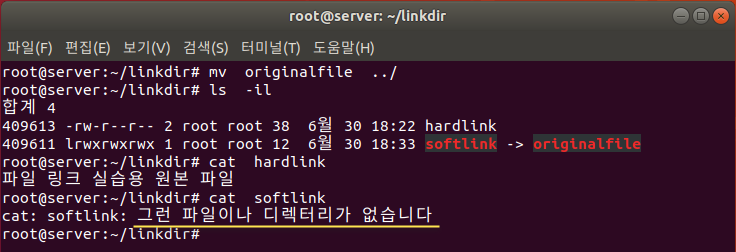 root@server: ~/linkdir
파일(F) 편집(E) 보기(V) 검색(S) 터미널(T) 도움말(H)
root@server:~/linkdir# mv  originalfile  ../
root@server:~/linkdir# ls  -il
합계 4
409613 -rw-r--r-- 2 root root 38  6월 30 18:22 hardlink
409611 lrwxrwxrwx 1 root root 12  6월 30 18:33 softlink -> originalfile
root@server:~/linkdir# cat  hardlink
파일 링크 실습용 원본 파일
root@server:~/linkdir# cat  softlink
cat: softlink: 그런 파일이나 디렉터리가 없습니다
root@server:~/linkdir#